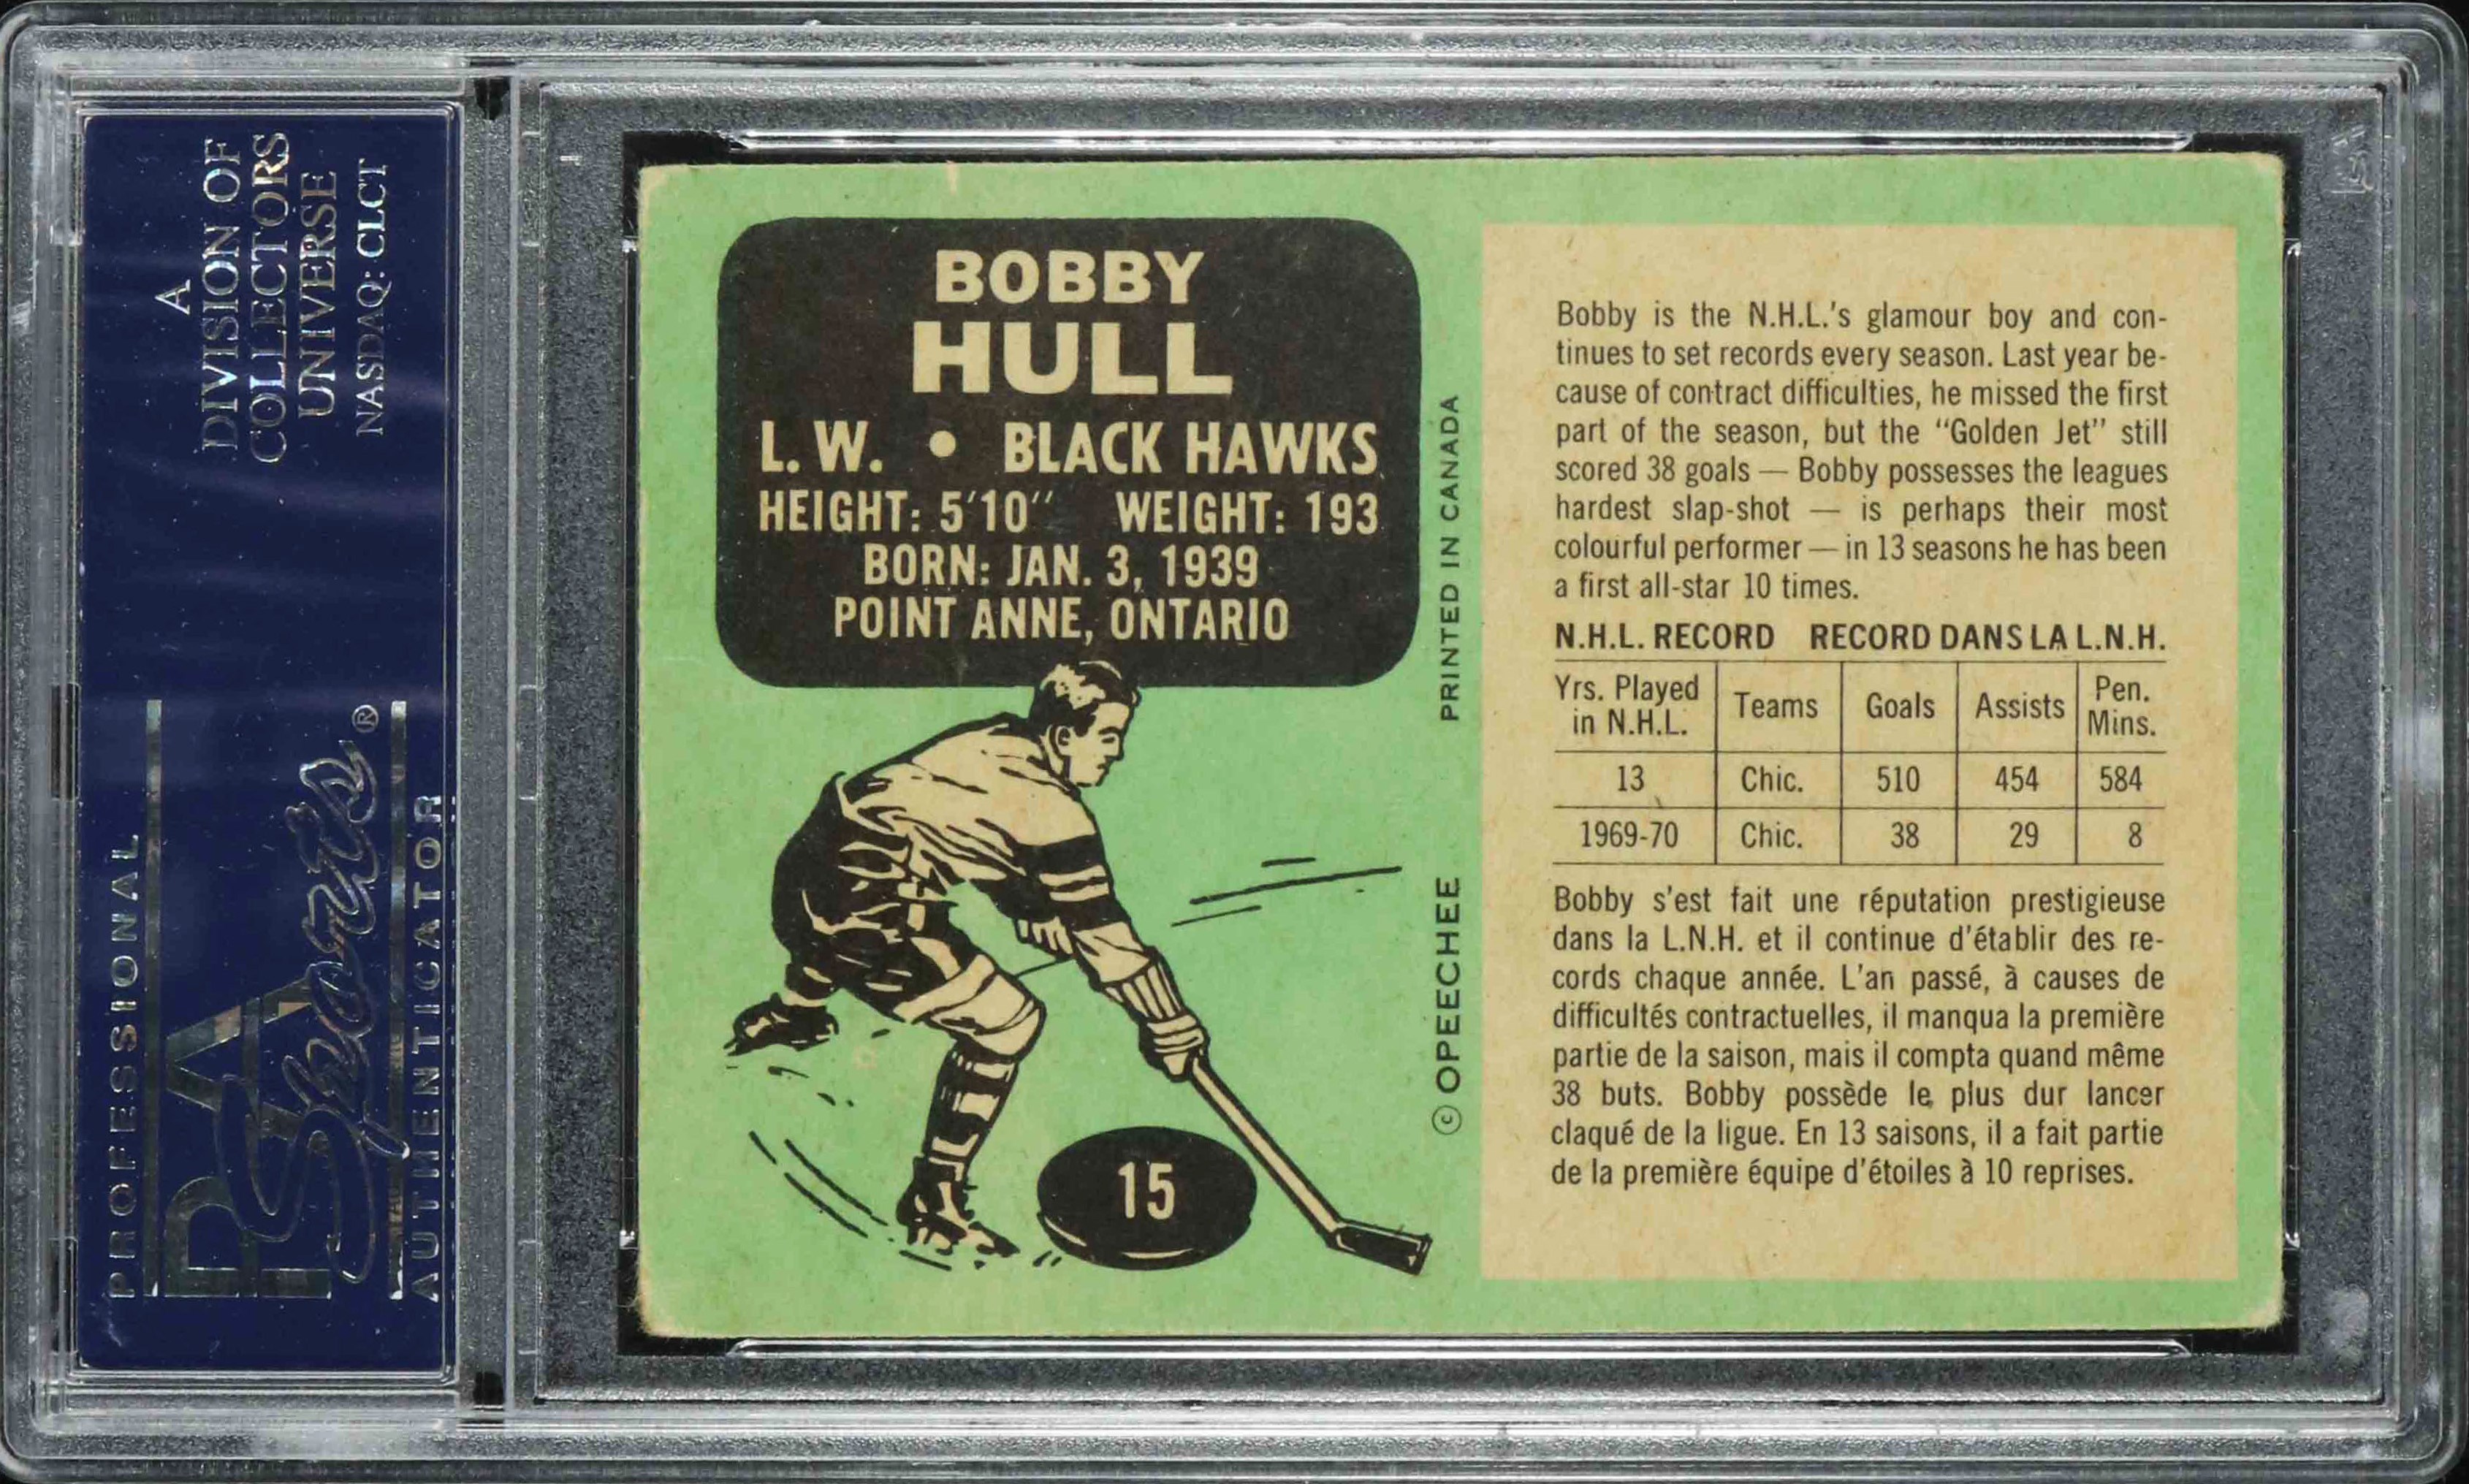 A
DIVISION OF
COLLECTORS
UNIVERSE
NASDAQ: CLCT
PROFESSIONAL
PSA
Sports®
AUTHENTICATOR
BOBBY
HULL
L. W. • BLACK HAWKS
HEIGHT: 5'10'' WEIGHT: 193
BORN: JAN. 3, 1939
POINT ANNE, ONTARIO
15
PRINTED IN CANADA
© OPEECHEE
Bobby is the N.H.L.'s glamour boy and con-
tinues to set records every season. Last year be-
cause of contract difficulties, he missed the first
part of the season, but the “Golden Jet” still
scored 38 goals — Bobby possesses the leagues
hardest slap-shot — is perhaps their most
colourful performer — in 13 seasons he has been
a first all-star 10 times.
N.H.L. RECORD RECORD DANS LA L.N.H.
Yrs. Played in N.H.L. Teams Goals Assists Pen. Mins.
13 Chic. 510 454 584
1969-70 Chic. 38 29 8
Bobby s'est fait une réputation prestigieuse
dans la L.N.H. et il continue d'établir des re-
cords chaque année. L'an passé, à causes de
difficultés contractuelles, il manqua la première
partie de la saison, mais il compta quand même
38 buts. Bobby possède le plus dur lancer
claqué de la ligue. En 13 saisons, il a fait partie
de la première équipe d'étoiles à 10 reprises.